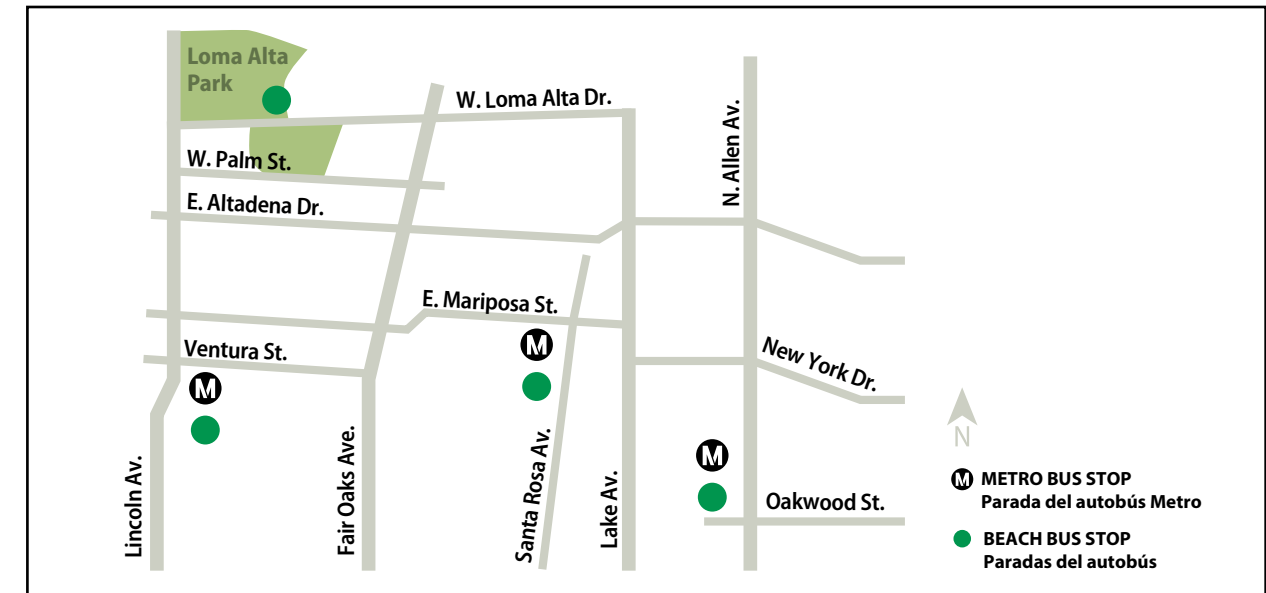 Loma Alta
Park
W. Loma Alta Dr.
N. Allen Av.
W. Palm St.
E. Altadena Dr.
E. Mariposa St.
M
Ventura St.
M
New York Dr.
M
Lincoln Av.
Fair Oaks Ave.
Santa Rosa Av.
Lake Av.
Oakwood St.
N
M METRO BUS STOP
Parada del autobús Metro
BEACH BUS STOP
Paradas del autobús